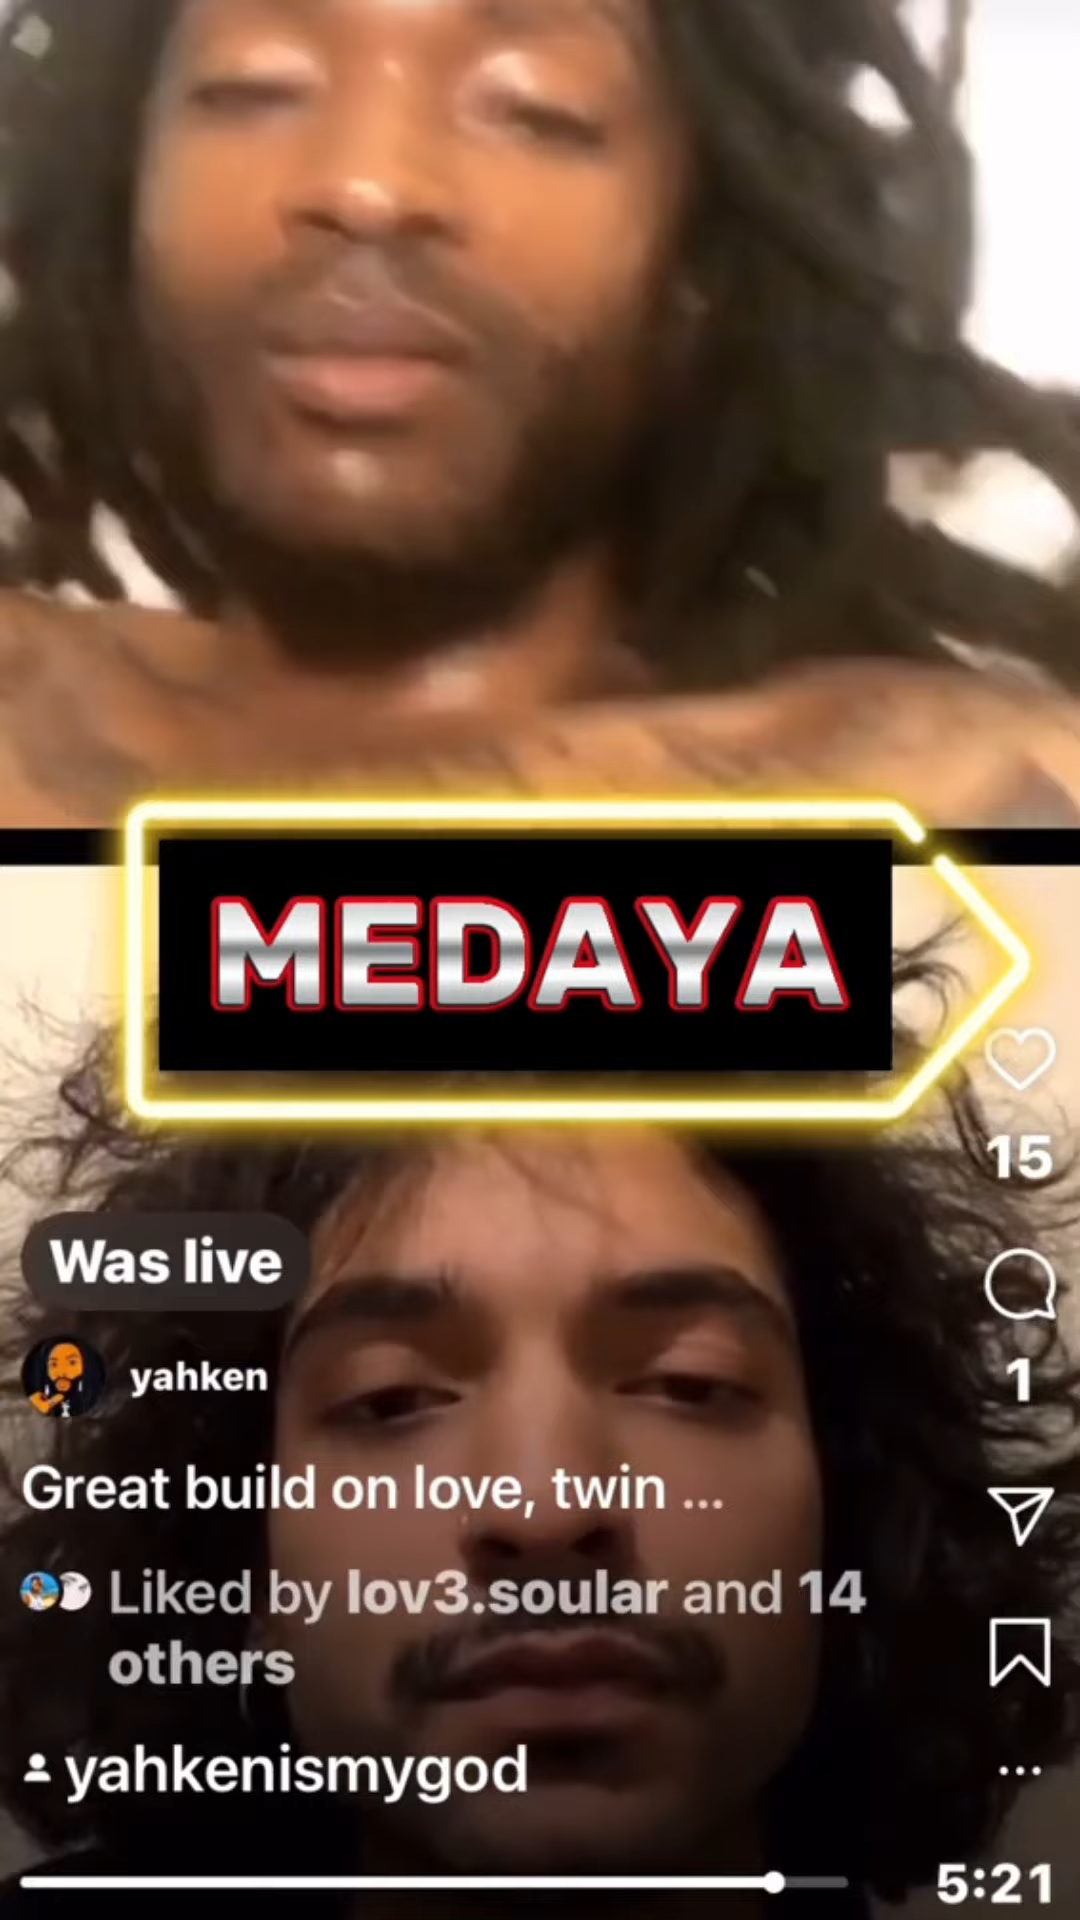 MEDAYA
15
Was live
yahken
1
Great build on love, twin ...
Liked by lov3.soular and 14
others
yahkenismygod
5:21